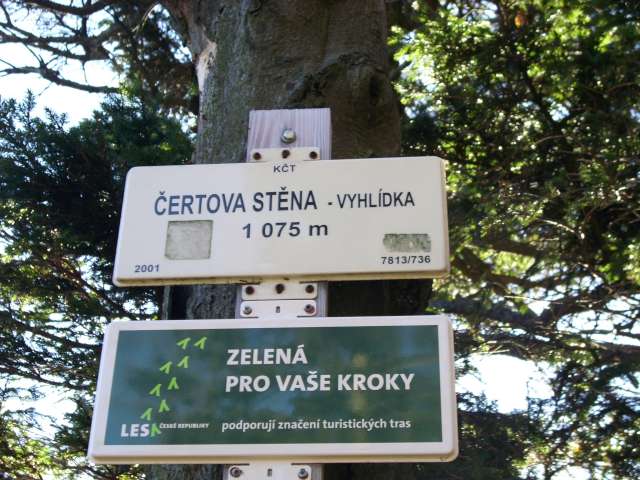 KČT
ČERTOVA STĚNA - VYHLÍDKA
1 075 m
2001
7813/736
ZELENÁ
PRO VAŠE KROKY
LESY ČESKÉ REPUBLIKY podporují značení turistických tras